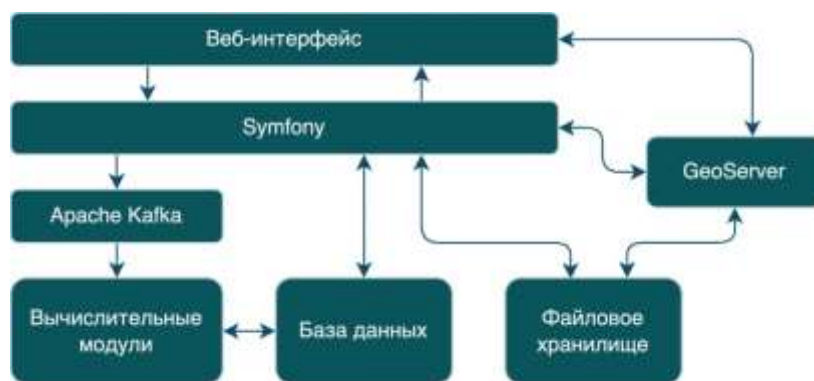 Веб-интерфейс
Symfony
GeoServer
Apache Kafka
Вычислительные
модули
База данных
Файловое
хранилище